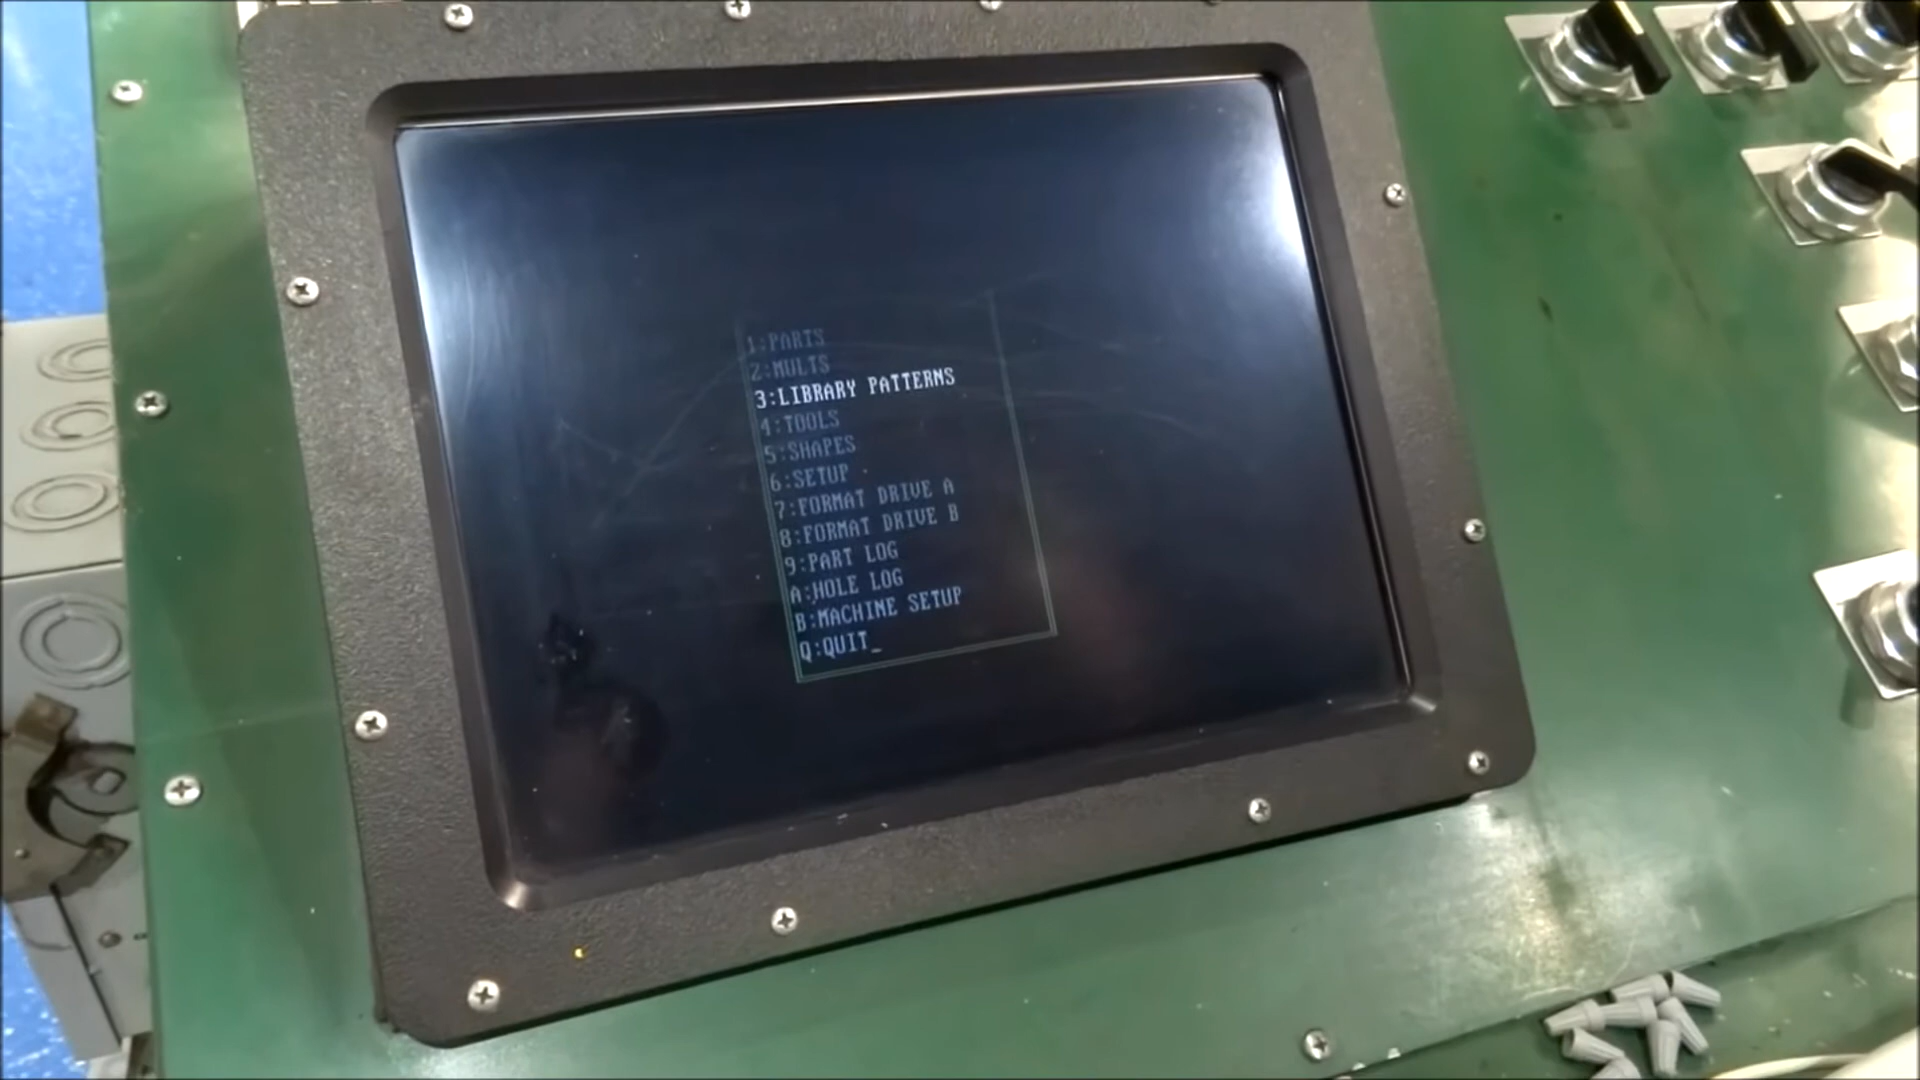 1:PARTS
2:MULTS
3:LIBRARY PATTERNS
4:TOOLS
5:SHAPES
6:SETUP
7:FORMAT DRIVE A
8:FORMAT DRIVE B
9:PART LOG
A:HOLE LOG
B:MACHINE SETUP
Q:QUIT_